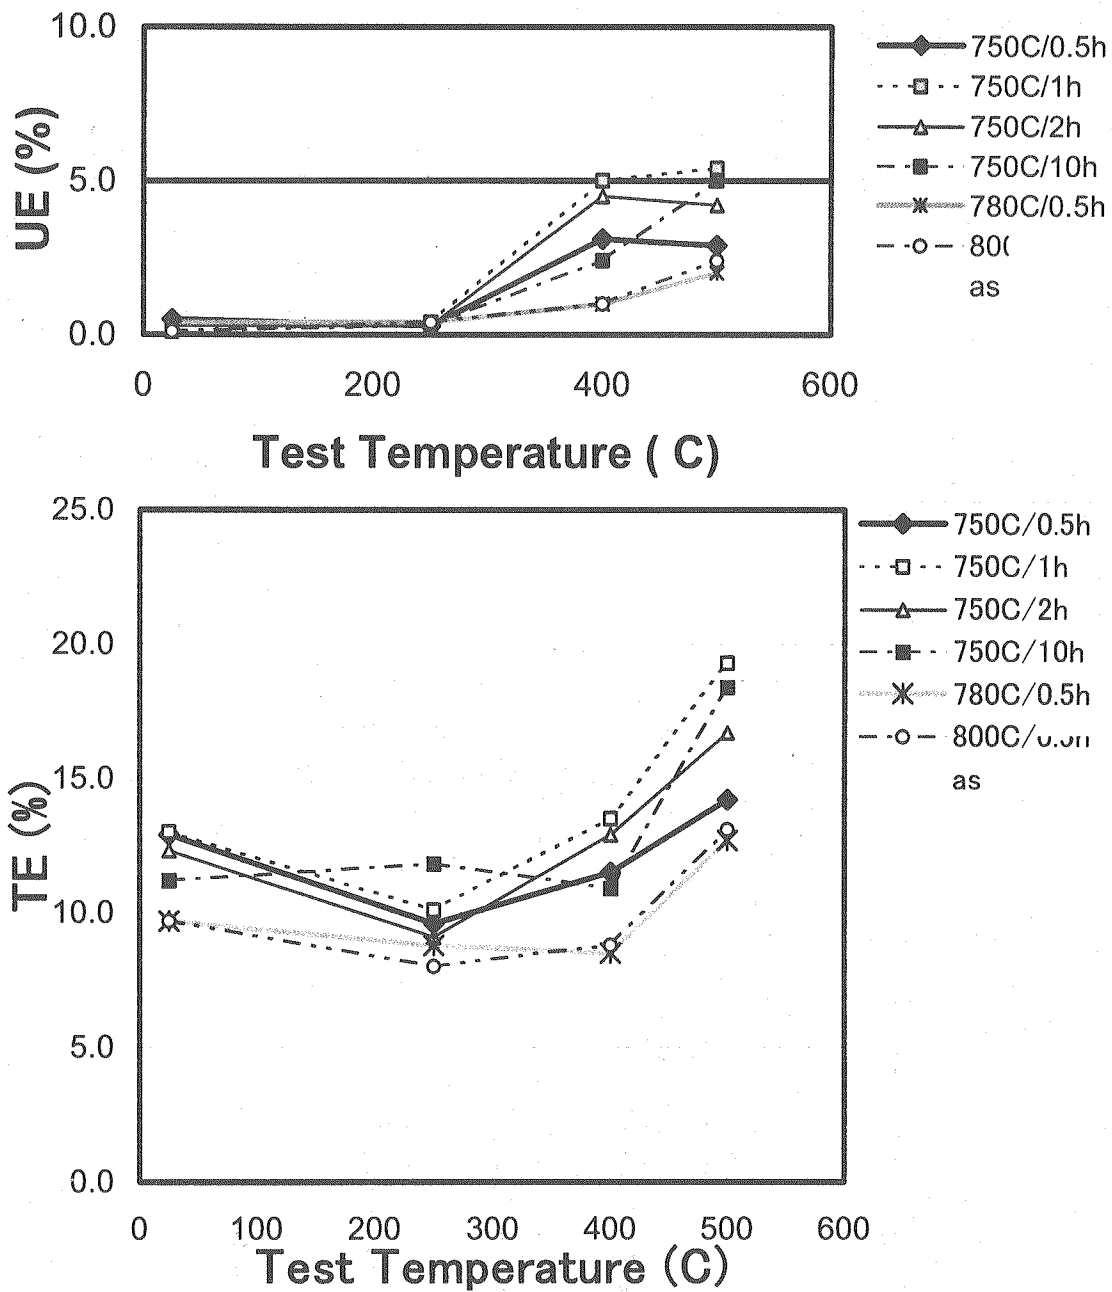 10.0
5.0
0.0
UE (%)
0
200
400
600
Test Temperature ( C)
750C/0.5h
750C/1h
750C/2h
750C/10h
780C/0.5h
as
25.0
20.0
15.0
10.0
5.0
0.0
TE (%)
0
100
200
300
400
500
600
Test Temperature (C)
750C/0.5h
750C/1h
750C/2h
750C/10h
780C/0.5h
as